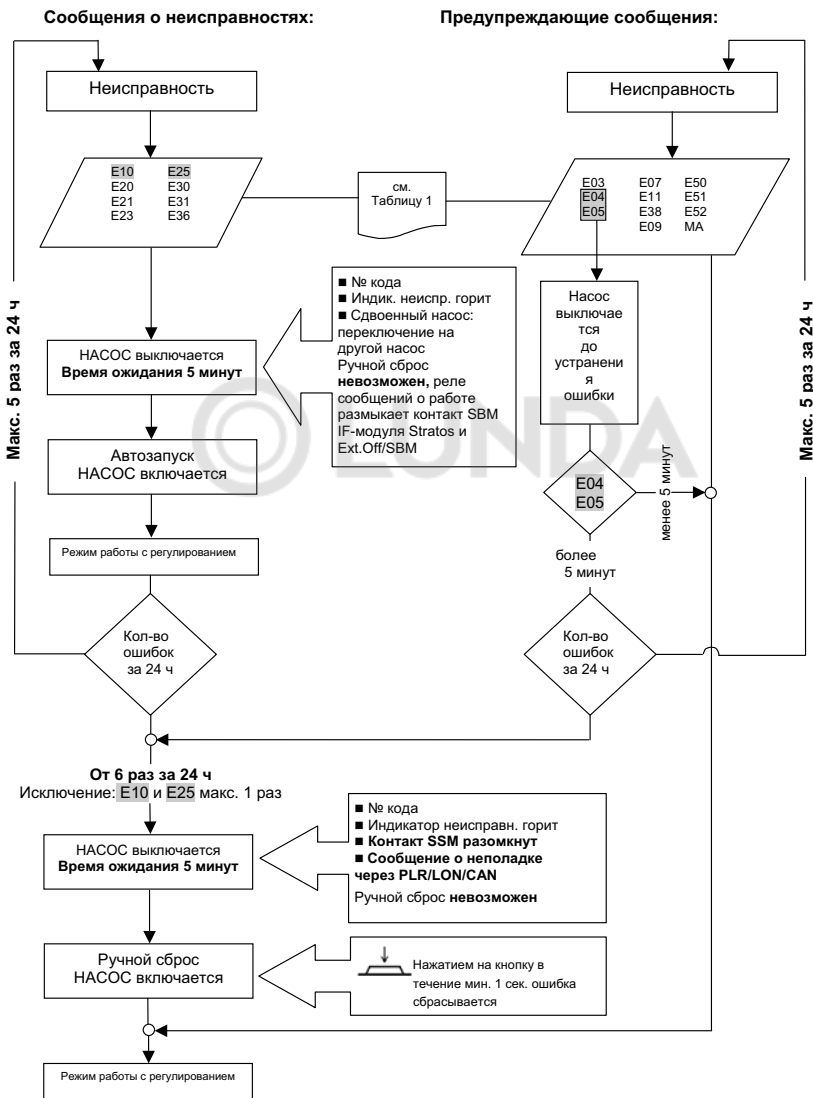 Сообщения о неисправностях:
Предупреждающие сообщения:
Неисправность
Неисправность
E10 E25
E20 E30
E21 E31
E23 E36
см.
Таблицу 1
E03 E07 E50
E04 E11 E51
E05 E38 E52
E09 MA
Макс. 5 раз за 24 ч
Макс. 5 раз за 24 ч
■ № кода
■ Индик. неиспр. горит
■ Сдвоенный насос:
переключение на
другой насос
Ручной сброс
невозможен, реле
сообщений о работе
размыкает контакт SBM
IF-модуля Stratos и
Ext.Off/SBM
Насос
выключае
тся
до
устранени
я
ошибки
НАСОС выключается
Время ожидания 5 минут
LUNDA
Автозапуск
НАСОС включается
E04
E05
менее 5 минут
Режим работы с регулированием
более
5 минут
Кол-во
ошибок
за 24 ч
Кол-во
ошибок
за 24 ч
От 6 раз за 24 ч
Исключение: E10 и E25 макс. 1 раз
НАСОС выключается
Время ожидания 5 минут
■ № кода
■ Индикатор неисправн. горит
■ Контакт SSM разомкнут
■ Сообщение о неполадке
через PLR/LON/CAN
Ручной сброс невозможен
Ручной сброс
НАСОС включается
Нажатием на кнопку в
течение мин. 1 сек. ошибка
сбрасывается
Режим работы с регулированием